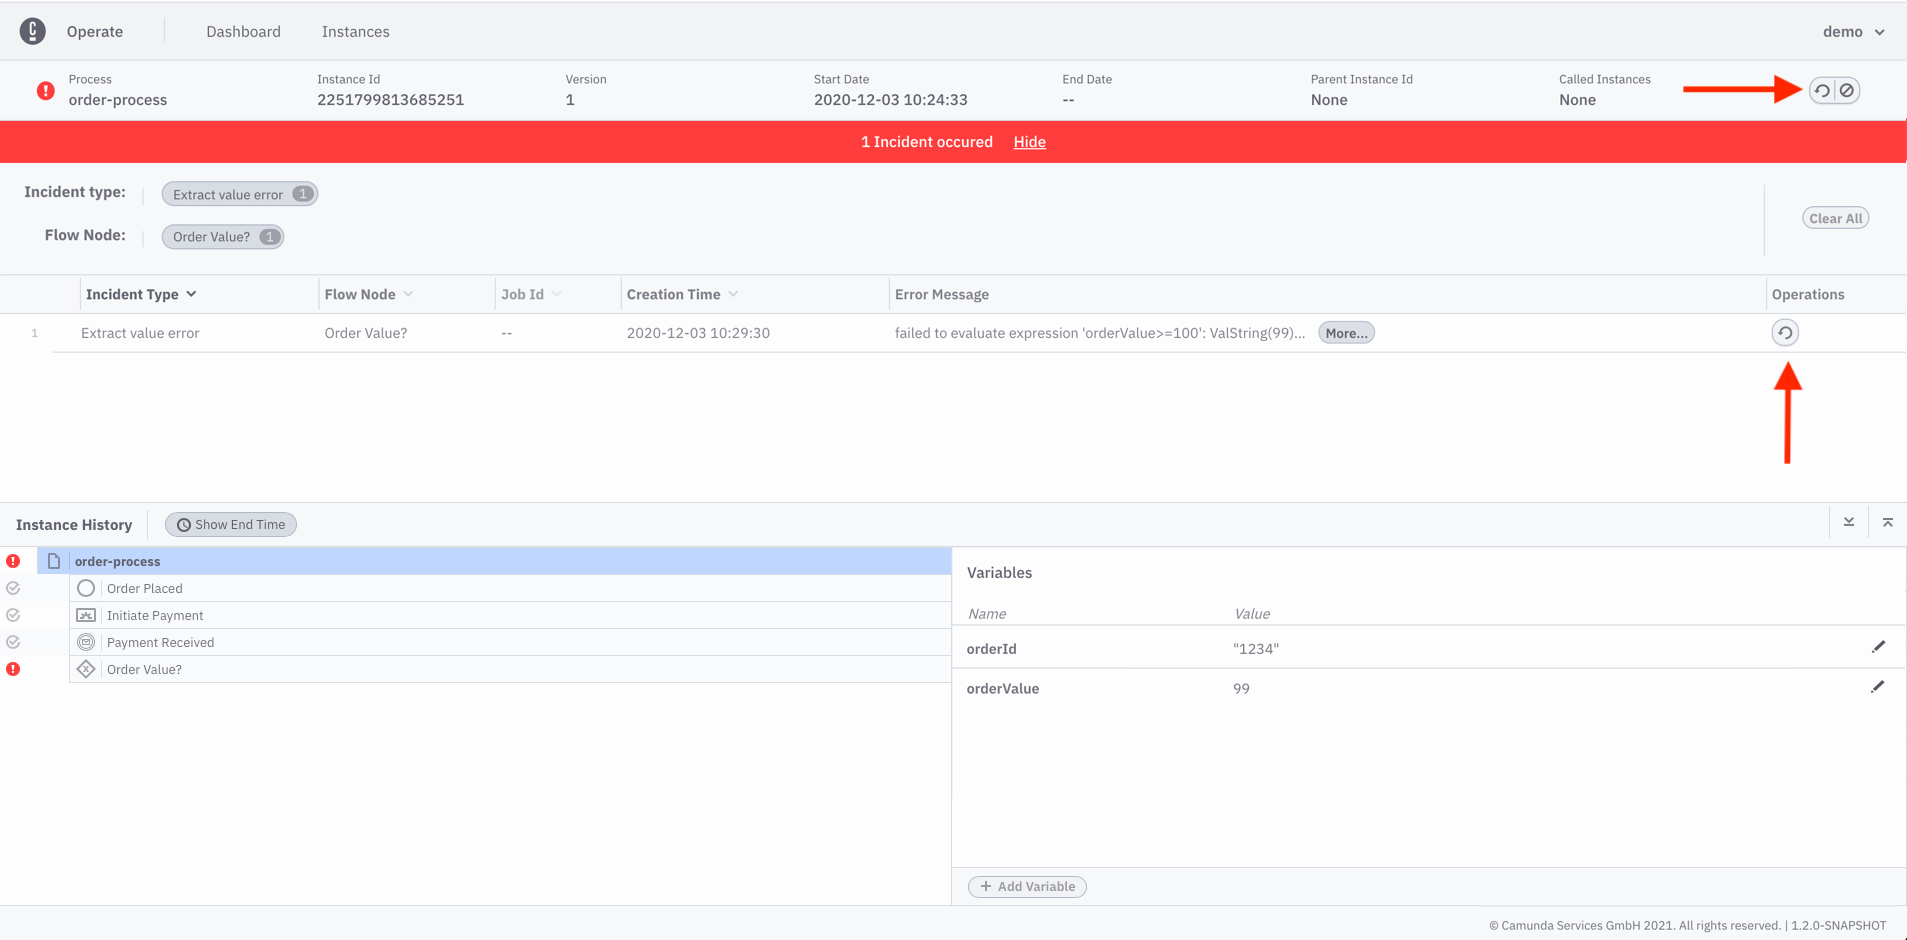 C Operate Dashboard Instances demo
Process Instance Id Version Start Date End Date Parent Instance Id Called Instances
order-process 2251799813685251 1 2020-12-03 10:24:33 -- None None
1 Incident occured Hide
Incident type: Extract value error 1
Clear All
Flow Node: Order Value? 1
Incident Type Flow Node Job Id Creation Time Error Message Operations
1 Extract value error Order Value? -- 2020-12-03 10:29:30 failed to evaluate expression 'orderValue>=100': ValString(99)... More...
Instance History Show End Time
order-process
Order Placed
Initiate Payment
Payment Received
Order Value?
Variables
Name Value
orderId "1234"
orderValue 99
+ Add Variable
© Camunda Services GmbH 2021. All rights reserved. | 1.2.0-SNAPSHOT